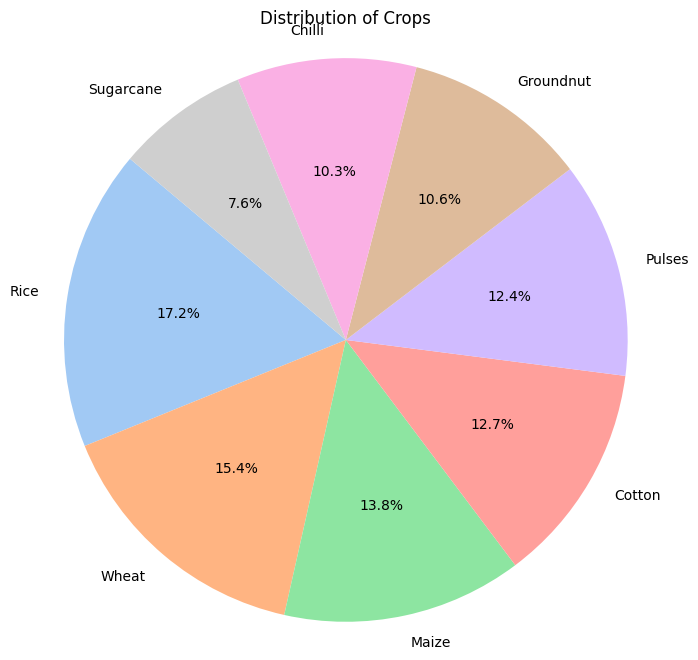 Distribution of Crops
Chilli
Sugarcane
Groundnut
10.3%
7.6%
10.6%
Pulses
Rice
17.2%
12.4%
15.4%
12.7%
13.8%
Cotton
Wheat
Maize